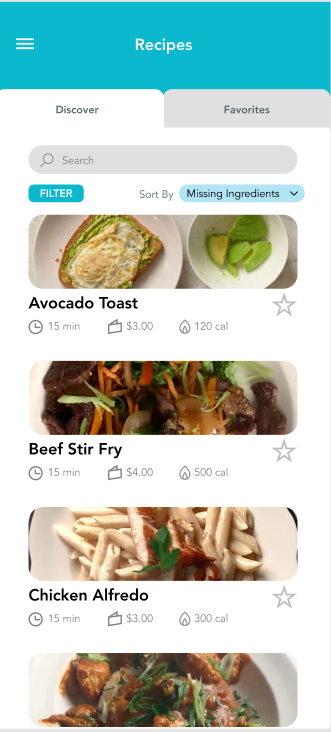 Recipes
Discover Favorites
Search
FILTER Sort By Missing Ingredients
Avocado Toast
15 min $3.00 120 cal
Beef Stir Fry
15 min $4.00 500 cal
Chicken Alfredo
15 min $3.00 300 cal